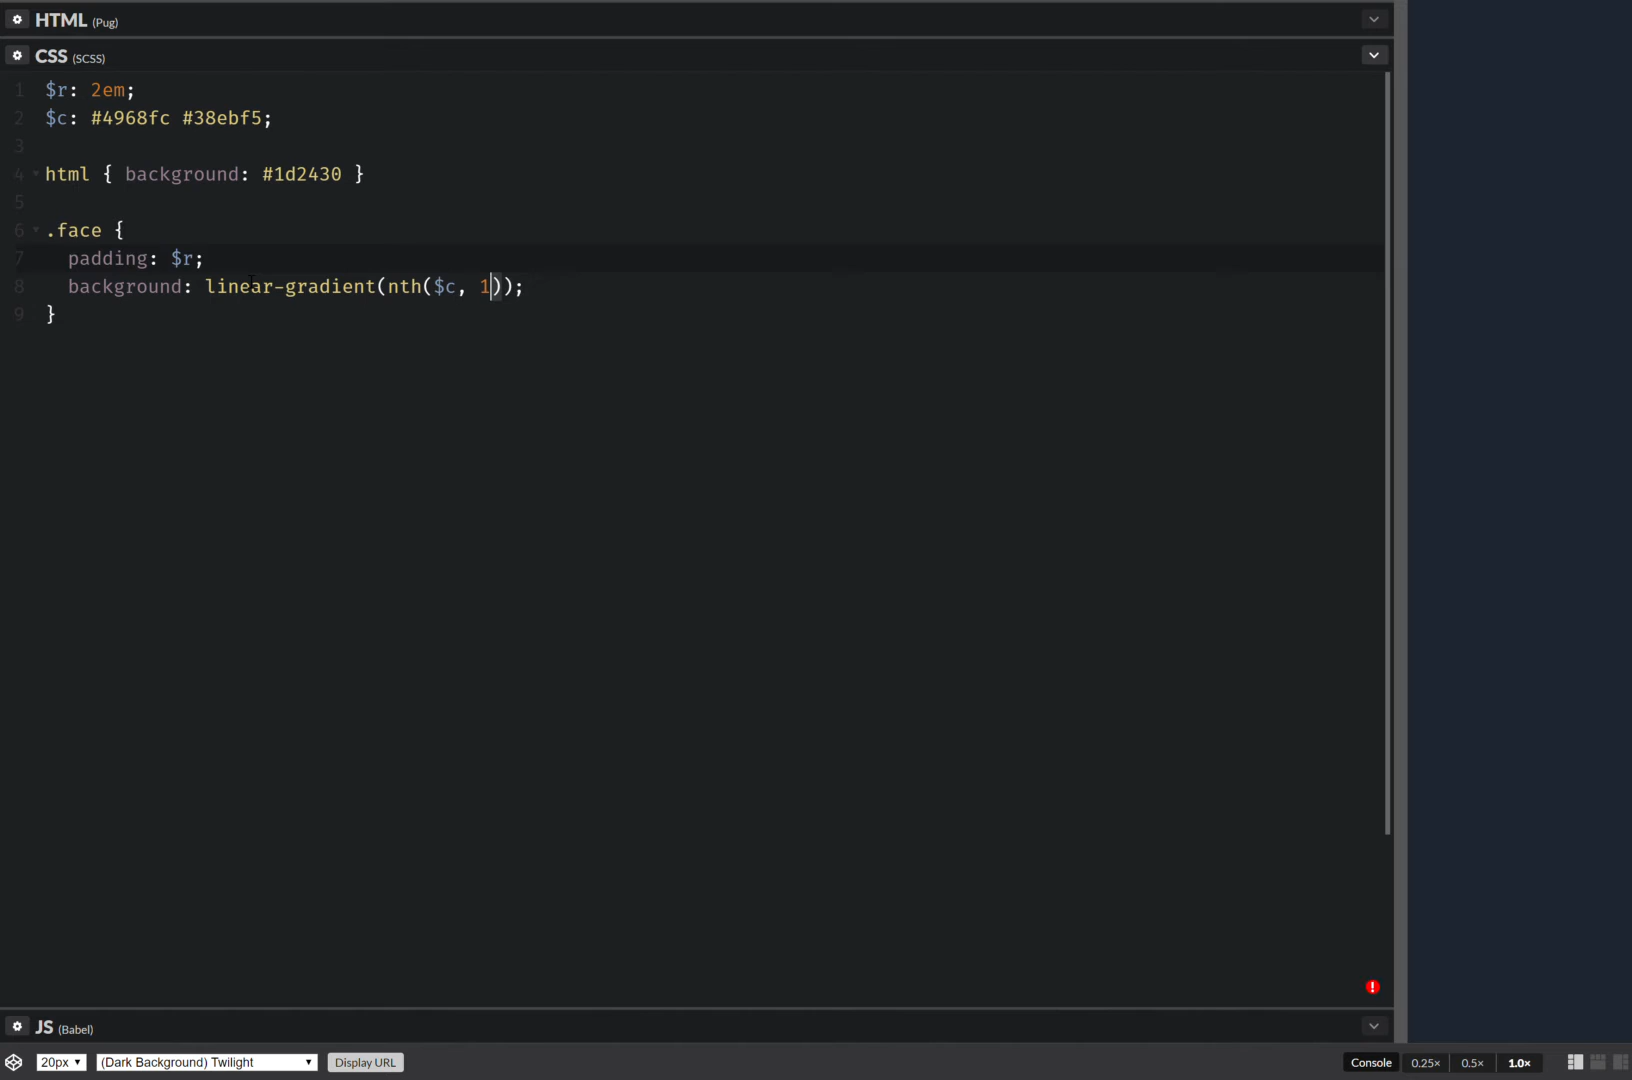 HTML (Pug)
CSS (SCSS)
1 $r: 2em;
2 $c: #4968fc #38ebf5;
3
4 html { background: #1d2430 }
5
6 .face {
7 padding: $r;
8 background: linear-gradient(nth($c, 1));
9 }
!
JS (Babel)
20px ▼ (Dark Background) Twilight ▼ Display URL Console 0.25× 0.5× 1.0×